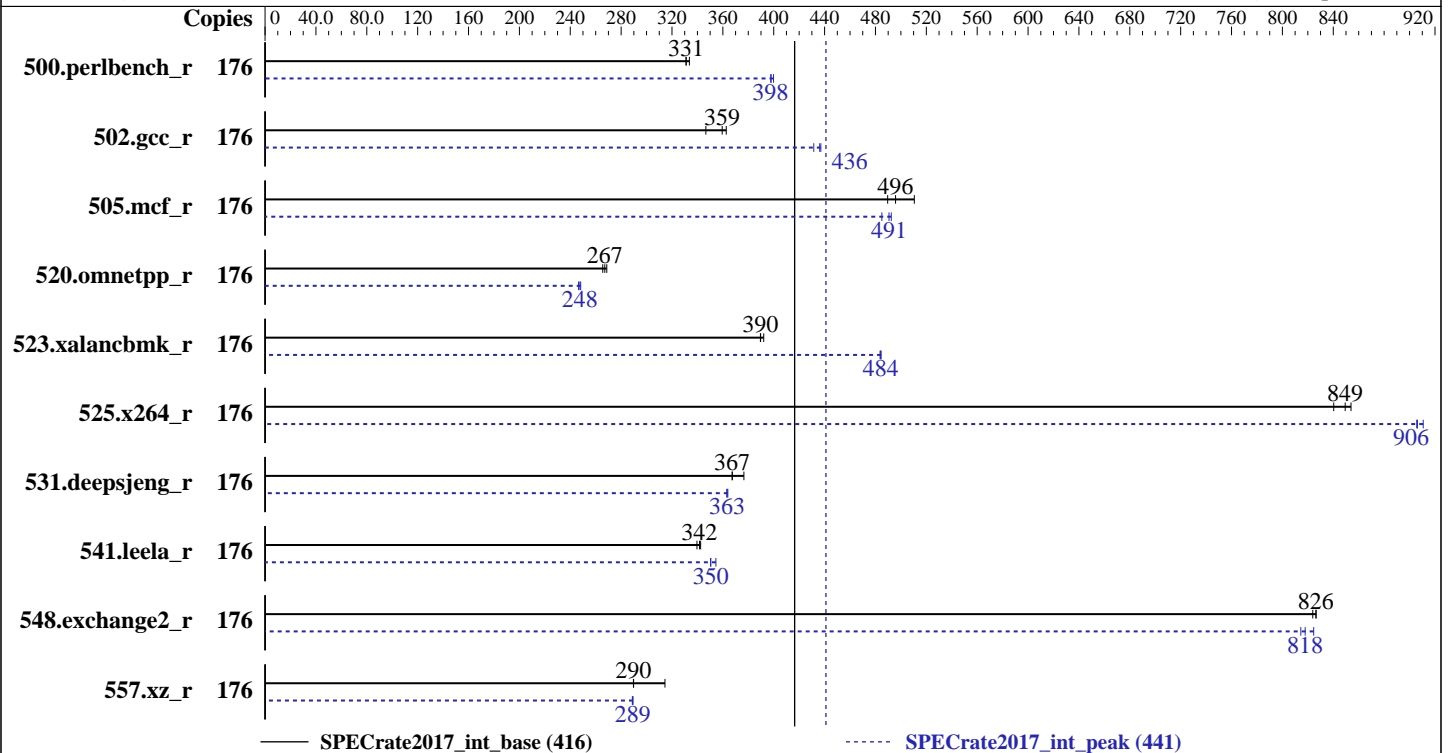 Copies 0 40.0 80.0 120 160 200 240 280 320 360 400 440 480 520 560 600 640 680 720 760 800 840 920
331
500.perlbench_r 176
398
359
502.gcc_r 176
436
496
505.mcf_r 176
491
267
520.omnetpp_r 176
248
390
523.xalancbmk_r 176
484
849
525.x264_r 176
906
367
531.deepsjeng_r 176
363
342
541.leela_r 176
350
826
548.exchange2_r 176
818
290
557.xz_r 176
289
SPECrate2017_int_base (416) SPECrate2017_int_peak (441)